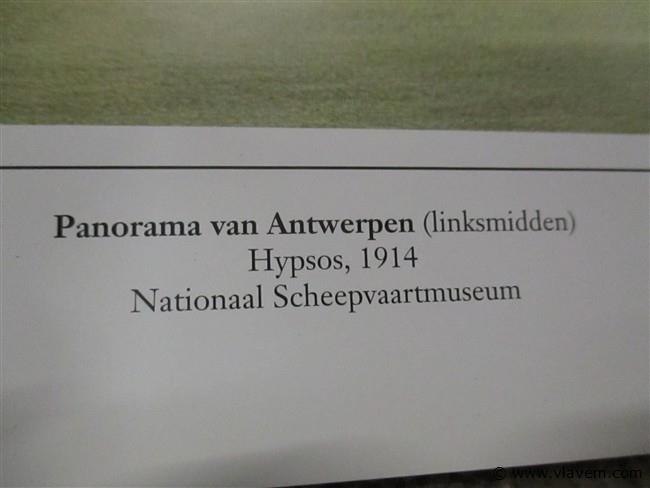 Panorama van Antwerpen (linksmidden)
Hypsos, 1914
Nationaal Scheepvaartmuseum
© www.vlavem.com